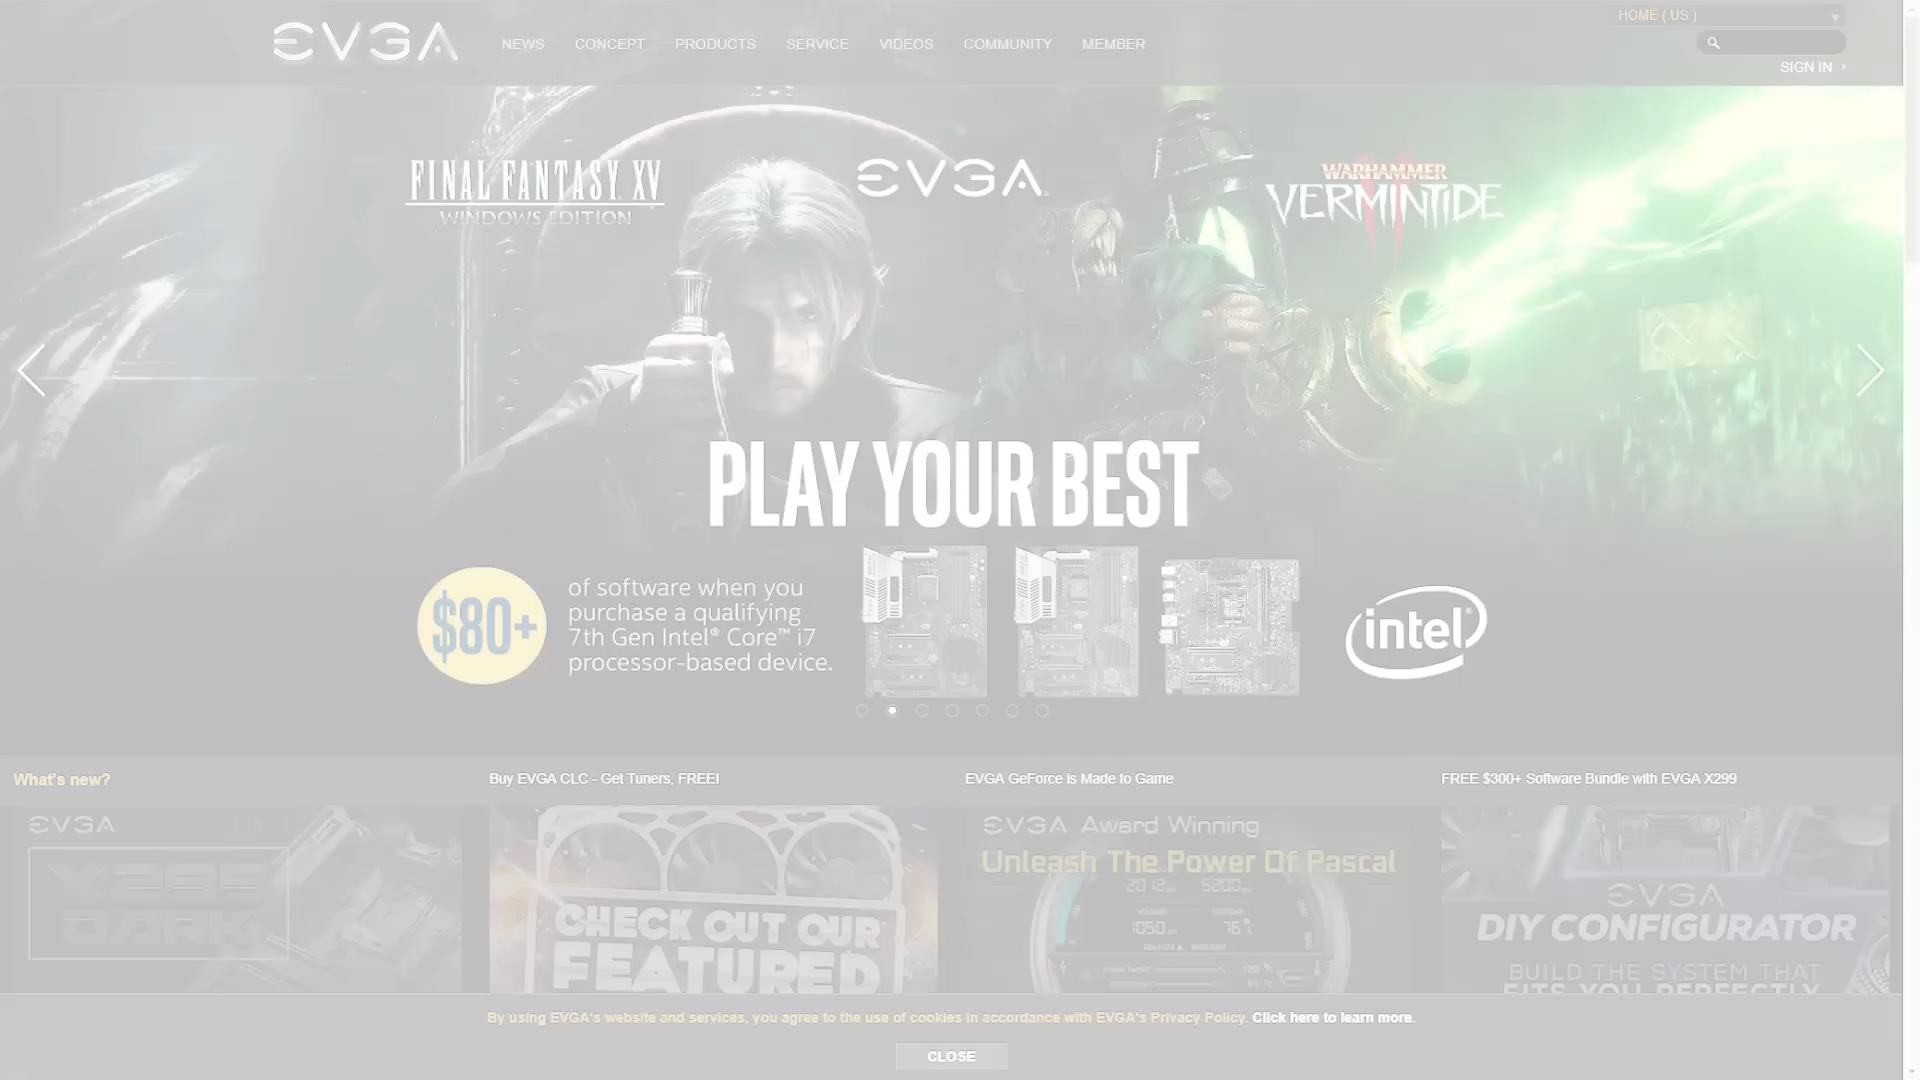 EVGA
NEWS CONCEPT PRODUCTS SERVICE VIDEOS COMMUNITY MEMBER
HOME ( US )
SIGN IN
FINAL FANTASY XV
WINDOWS EDITION
EVGA
WARHAMMER
VERMINTIDE
II
PLAY YOUR BEST
$80+
of software when you
purchase a qualifying
7th Gen Intel® Core™ i7
processor-based device.
intel®
What's new?
Buy EVGA CLC - Get Tuners, FREE!
EVGA GeForce is Made to Game
FREE $300+ Software Bundle with EVGA X299
EVGA
X299
DARK
CHECK OUT OUR
FEATURED
EVGA Award Winning
Unleash The Power Of Pascal
EVGA
DIY CONFIGURATOR
BUILD THE SYSTEM THAT
FITS YOU PERFECTLY
By using EVGA's website and services, you agree to the use of cookies in accordance with EVGA's Privacy Policy. Click here to learn more.
CLOSE